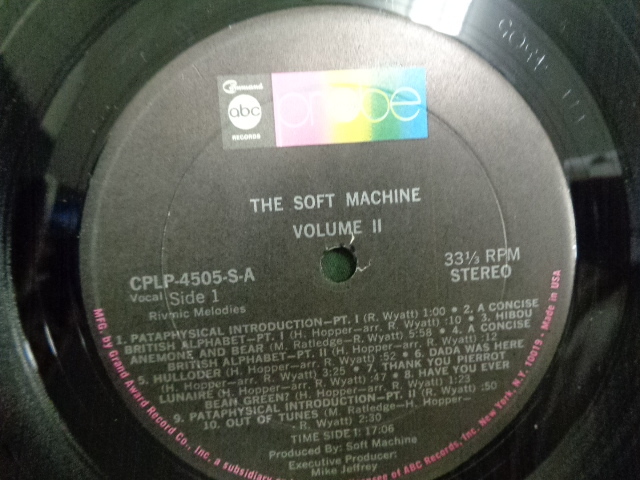 Command
abc
RECORDS
probe
THE SOFT MACHINE
VOLUME II
CPLP-4505-S-A
Vocal Side 1
Rivmic Melodies
33⅓ RPM
STEREO
1. PATAPHYSICAL INTRODUCTION—PT. I (R. Wyatt) 1:00 • 2. A CONCISE
BRITISH ALPHABET—PT. I (H. Hopper—arr. R. Wyatt) :10 • 3. HIBOU
ANEMONE AND BEAR (M. Ratledge-R. Wyatt) 5:58 • 4. A CONCISE
BRITISH ALPHABET—PT. II (H. Hopper—arr. R. Wyatt) :12
5. HULLODER (H. Hopper—arr. R. Wyatt) :52 • 6. DADA WAS HERE
(H. Hopper—arr. R. Wyatt) 3:25 • 7. THANK YOU PIERROT
LUNAIRE (H. Hopper—arr. R. Wyatt) :47 • 8. HAVE YOU EVER
BEAN GREEN? (H. Hopper—arr. R. Wyatt) 1:23
9. PATAPHYSICAL INTRODUCTION—PT. II (R. Wyatt) :50
10. OUT OF TUNES (M. Ratledge—H. Hopper—
R. Wyatt) 2:30
TIME SIDE 1: 17:06
Produced By: Soft Machine
Executive Producer:
Mike Jeffrey
MFG. by Grand Award Record Co., Inc., a subsidiary of ABC Records, Inc., New York, N.Y. 10019 • Made in USA